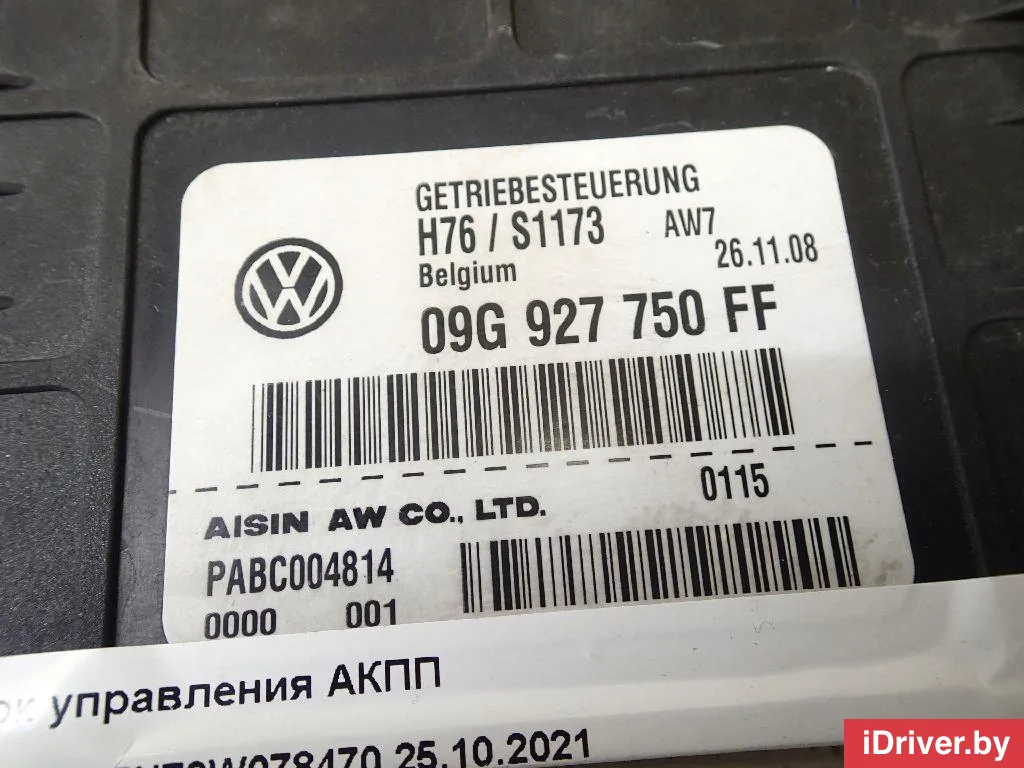 GETRIEBESTEUERUNG
H76 / S1173 AW7
Belgium 26.11.08
09G 927 750 FF
0115
AISIN AW CO., LTD.
PABC004814
0000 001
управления АКПП
25.10.2021
iDriver.by